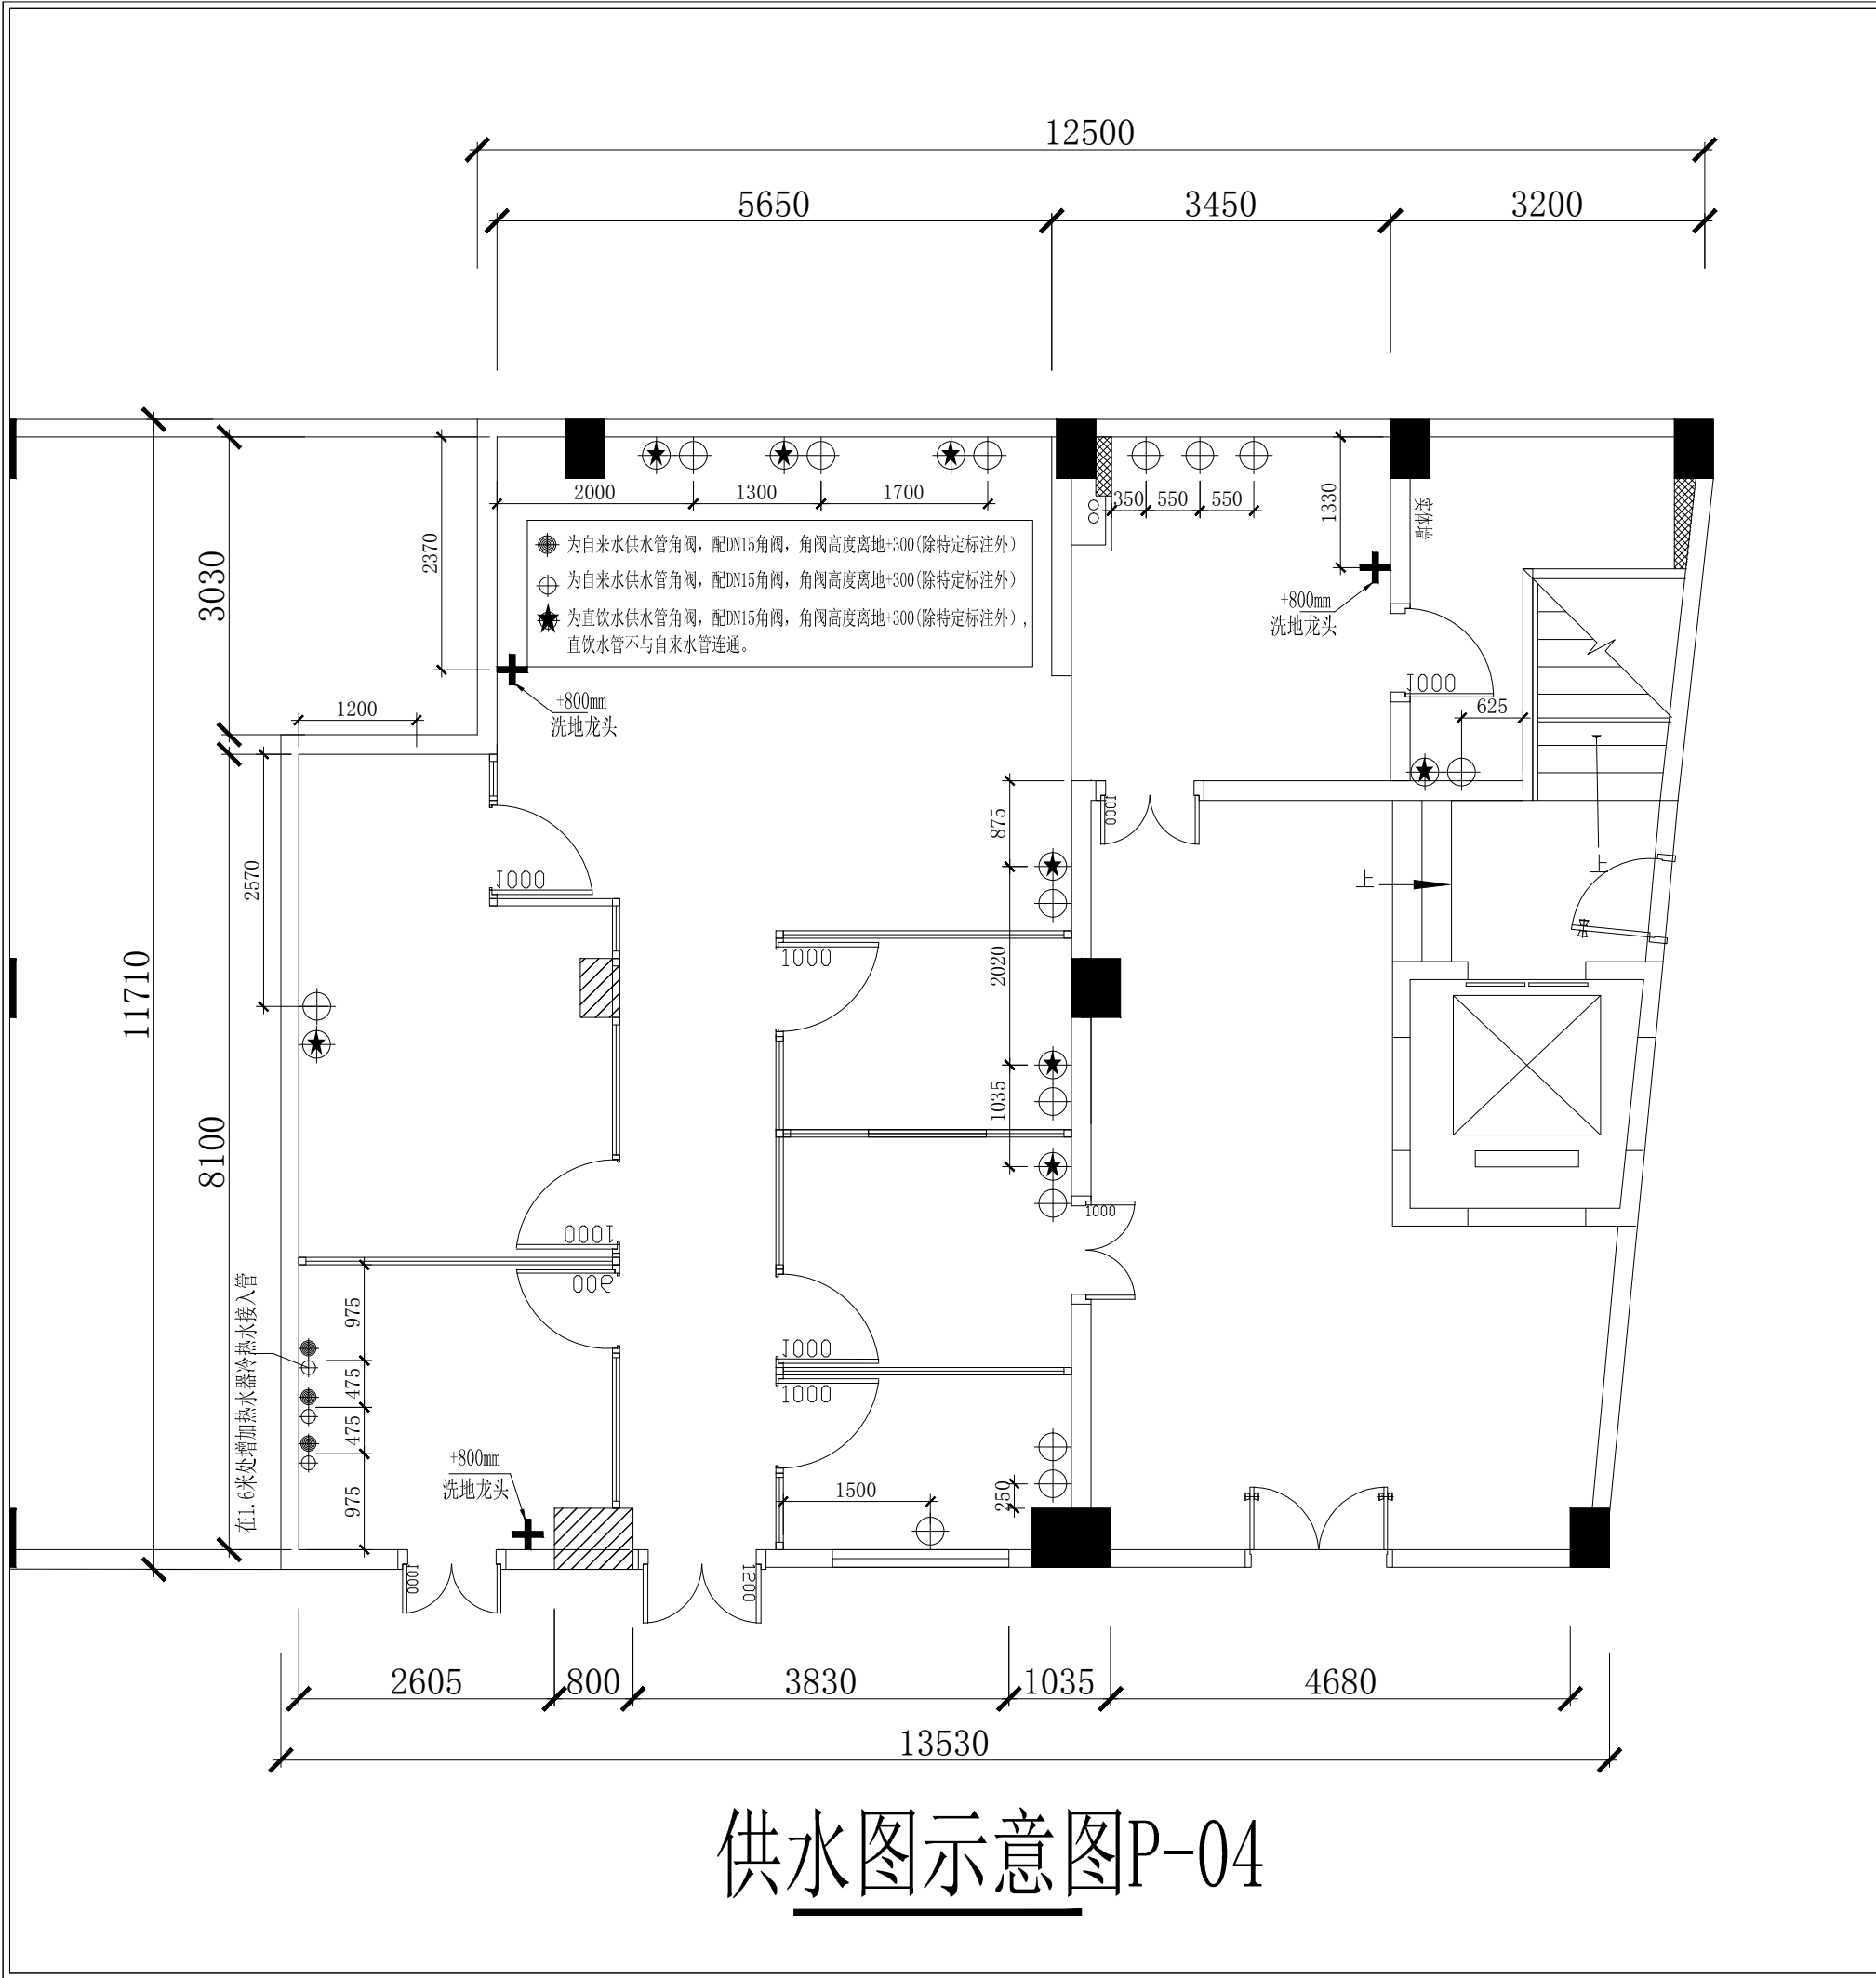 12500
5650
3450
3200
2000
1300
1700
350
550
550
1330
实体墙
2370
3030
为自来水供水管角阀，配DN15角阀，角阀高度离地+300(除特定标注外)
为自来水供水管角阀，配DN15角阀，角阀高度离地+300(除特定标注外)
为直饮水供水管角阀，配DN15角阀，角阀高度离地+300(除特定标注外)，
直饮水管不与自来水管连通。
+800mm
洗地龙头
+800mm
洗地龙头
1200
1000
625
875
1000
2570
1000
上
上
11710
1000
2020
8100
1035
1000
1000
900
在1.6米处增加热水器冷热水接入管
975
475
475
975
1000
1000
+800mm
洗地龙头
1500
250
1000
1200
2605
800
3830
1035
4680
13530
供水图示意图P-04